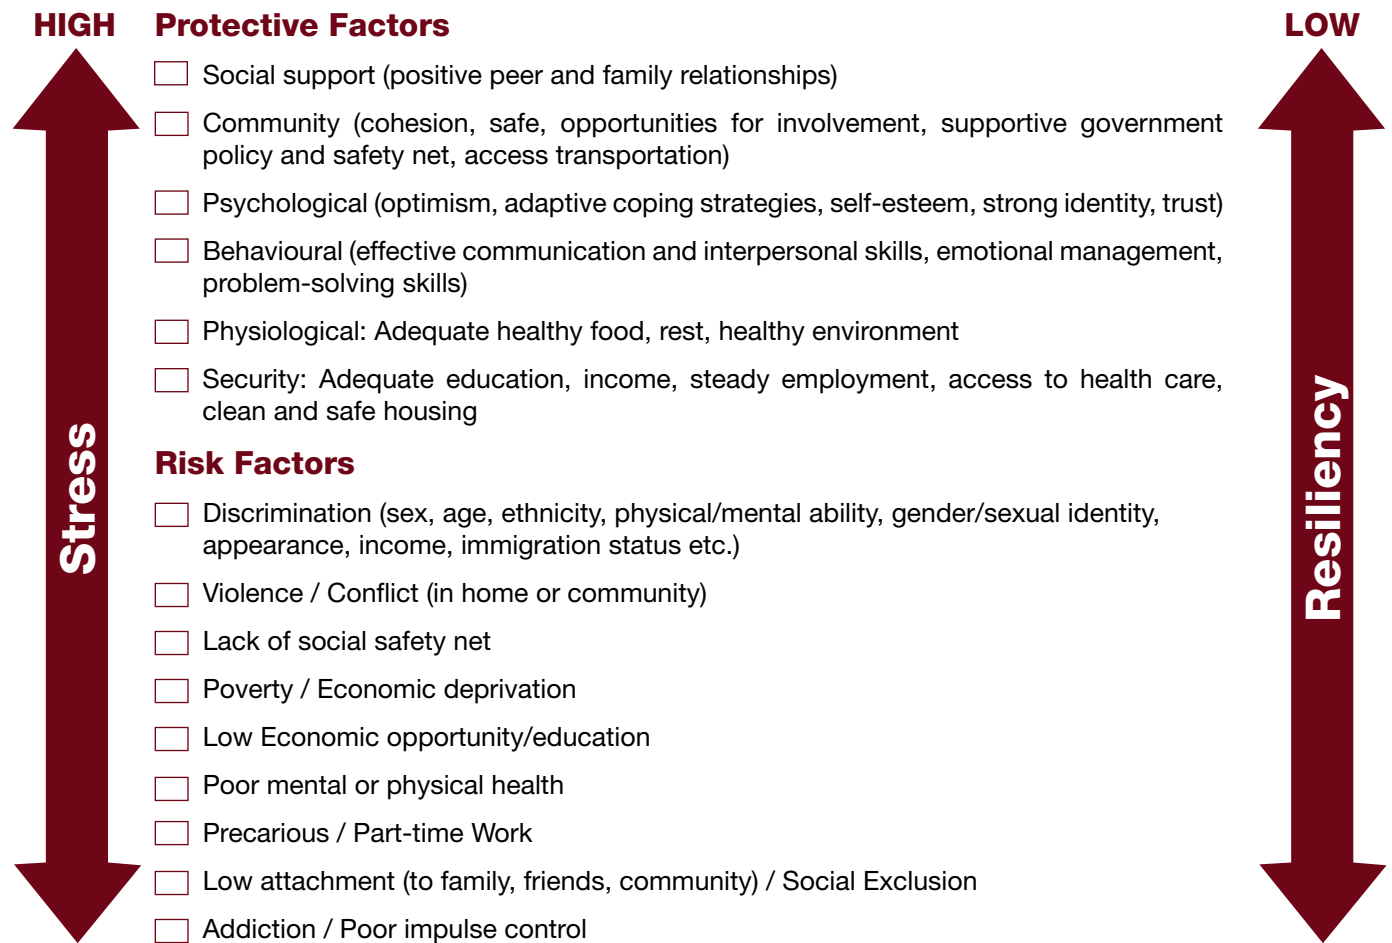 HIGH
Protective Factors
LOW
Social support (positive peer and family relationships)
Community (cohesion, safe, opportunities for involvement, supportive government
policy and safety net, access transportation)
Psychological (optimism, adaptive coping strategies, self-esteem, strong identity, trust)
Behavioural (effective communication and interpersonal skills, emotional management,
problem-solving skills)
Physiological: Adequate healthy food, rest, healthy environment
Security: Adequate education, income, steady employment, access to health care,
clean and safe housing
Stress
Resiliency
Risk Factors
Discrimination (sex, age, ethnicity, physical/mental ability, gender/sexual identity,
appearance, income, immigration status etc.)
Violence / Conflict (in home or community)
Lack of social safety net
Poverty / Economic deprivation
Low Economic opportunity/education
Poor mental or physical health
Precarious / Part-time Work
Low attachment (to family, friends, community) / Social Exclusion
Addiction / Poor impulse control